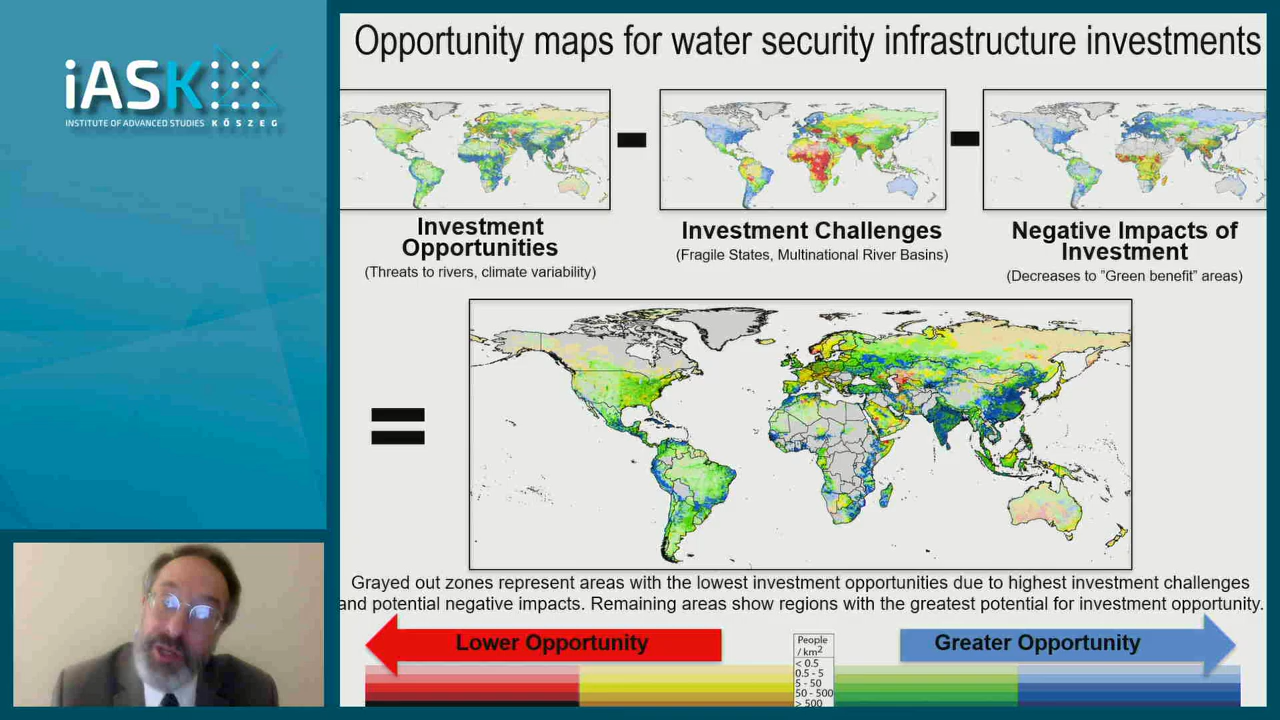 iASK
INSTITUTE OF ADVANCED STUDIES KŐSZEG
Opportunity maps for water security infrastructure investments
Investment
Opportunities
(Threats to rivers, climate variability)
Investment Challenges
(Fragile States, Multinational River Basins)
Negative Impacts of
Investment
(Decreases to "Green benefit" areas)
Grayed out zones represent areas with the lowest investment opportunities due to highest investment challenges
and potential negative impacts. Remaining areas show regions with the greatest potential for investment opportunity.
Lower Opportunity
People
/ km2
Greater Opportunity
< 0.5
0.5 - 5
5 - 50
50 - 500
> 500